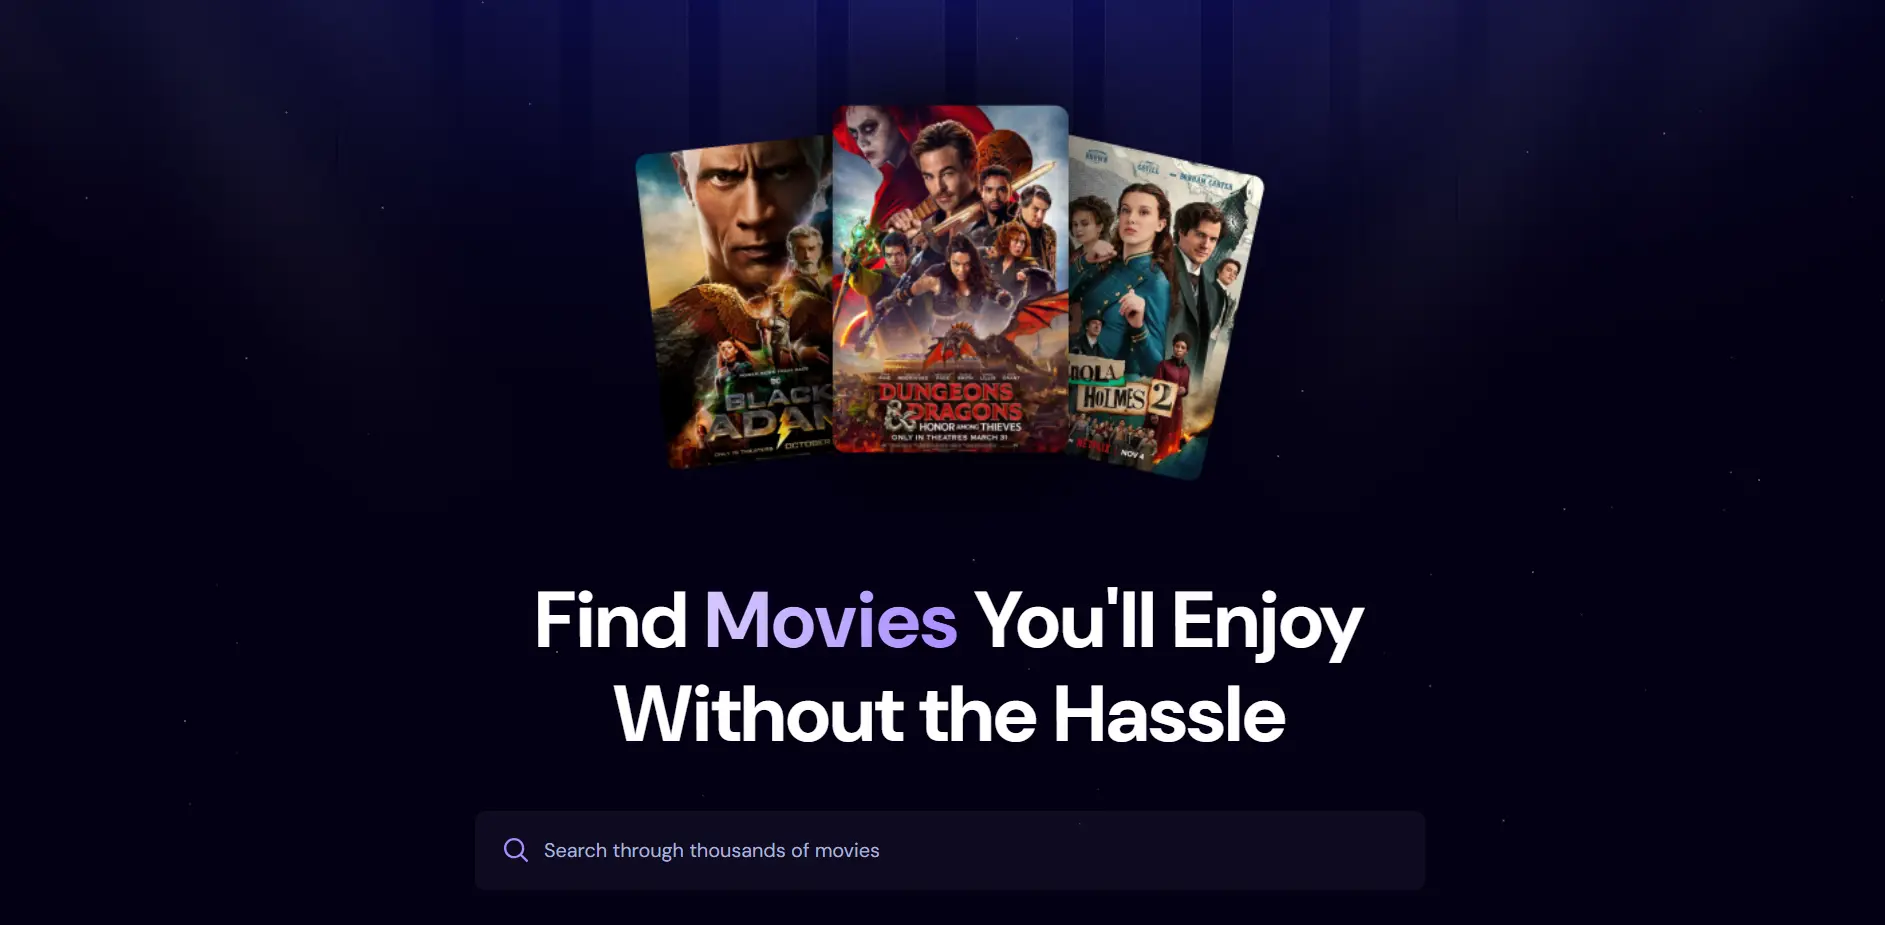 BLACK
ADAM
ONLY IN THEATERS
OCTOBER
DUNGEONS
& DRAGONS
HONOR AMONG THIEVES
ONLY IN THEATRES MARCH 31
BROWN
CAVILL
BONHAM CARTER
HOLMES 2
NETFLIX
NOV 4
Find Movies You'll Enjoy
Without the Hassle
Search through thousands of movies